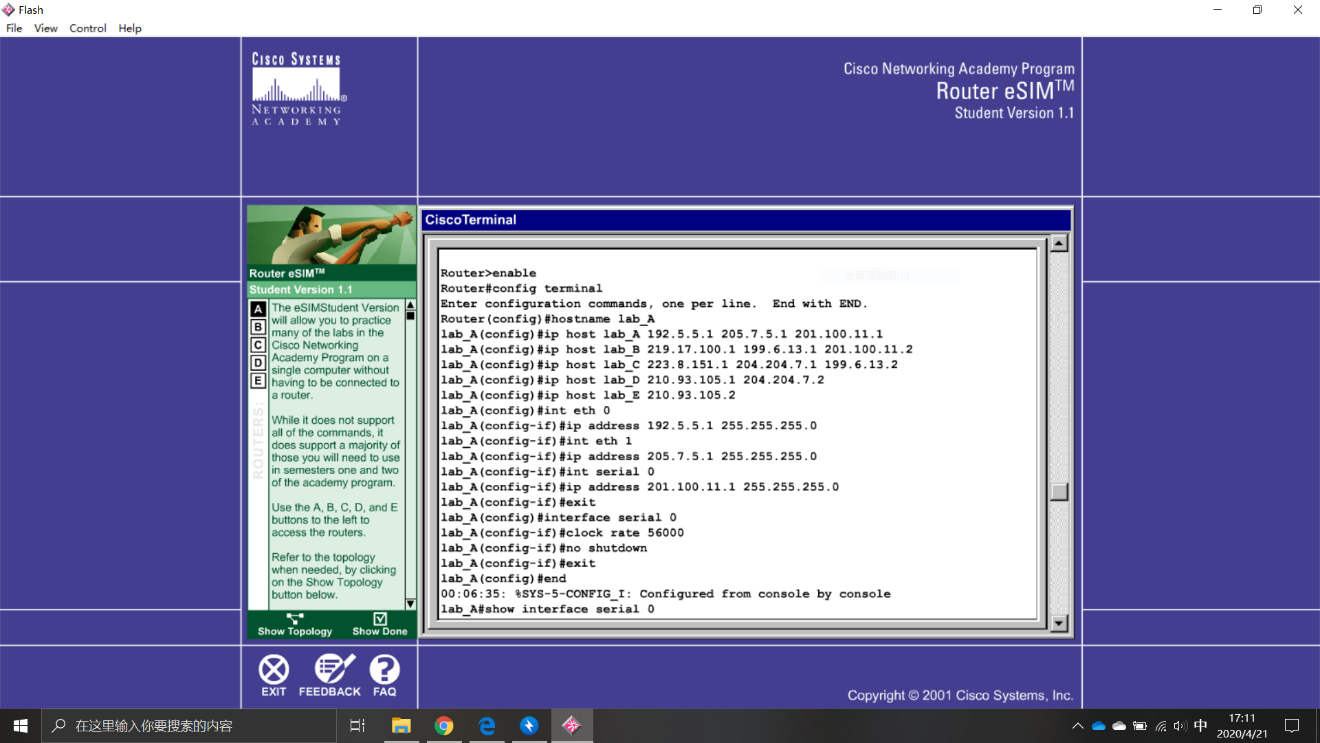 Flash
File View Control Help
CISCO SYSTEMS
NETWORKING
ACADEMY
®
Cisco Networking Academy Program
Router eSIM™
Student Version 1.1
Router eSIM™
Student Version 1.1
A
B
C
D
E
ROUTERS:
The eSIMStudent Version
will allow you to practice
many of the labs in the
Cisco Networking
Academy Program on a
single computer without
having to be connected to
a router.
While it does not support
all of the commands, it
does support a majority of
those you will need to use
in semesters one and two
of the academy program.
Use the A, B, C, D, and E
buttons to the left to
access the routers.
Refer to the topology
when needed, by clicking
on the Show Topology
button below.
Show Topology Show Done
CiscoTerminal
Router>enable
Router#config terminal
Enter configuration commands, one per line.  End with END.
Router(config)#hostname lab_A
lab_A(config)#ip host lab_A 192.5.5.1 205.7.5.1 201.100.11.1
lab_A(config)#ip host lab_B 219.17.100.1 199.6.13.1 201.100.11.2
lab_A(config)#ip host lab_C 223.8.151.1 204.204.7.1 199.6.13.2
lab_A(config)#ip host lab_D 210.93.105.1 204.204.7.2
lab_A(config)#ip host lab_E 210.93.105.2
lab_A(config)#int eth 0
lab_A(config-if)#ip address 192.5.5.1 255.255.255.0
lab_A(config-if)#int eth 1
lab_A(config-if)#ip address 205.7.5.1 255.255.255.0
lab_A(config-if)#int serial 0
lab_A(config-if)#ip address 201.100.11.1 255.255.255.0
lab_A(config-if)#exit
lab_A(config)#interface serial 0
lab_A(config-if)#clock rate 56000
lab_A(config-if)#no shutdown
lab_A(config-if)#exit
lab_A(config)#end
00:06:35: %SYS-5-CONFIG_I: Configured from console by console
lab_A#show interface serial 0
EXIT FEEDBACK FAQ
Copyright © 2001 Cisco Systems, Inc.
在这里输入你要搜索的内容
中
17:11
2020/4/21